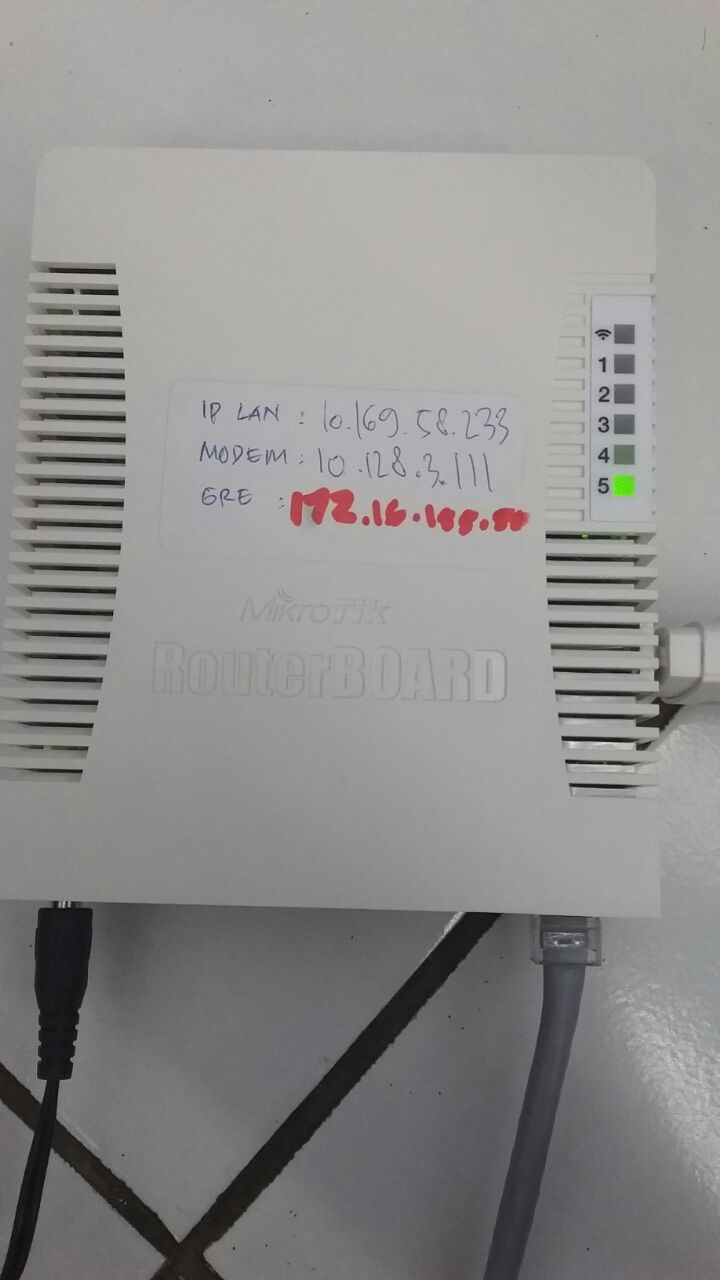 IP LAN : 10.169.58.233
MODEM : 10.128.3.111
GRE :
1
2
3
4
5
MikroTik
RouterBOARD